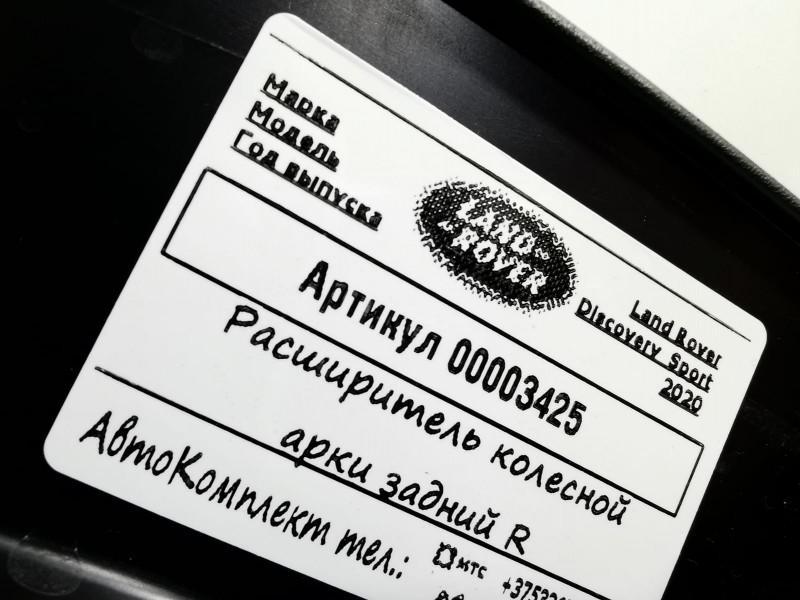 Марка
Модель
Год выпуска
LAND-
ROVER
Land Rover
Discovery Sport
2020
Артикул 00003425
Расширитель колесной
арки задний R
АвтоКомплект тел.:
мтс